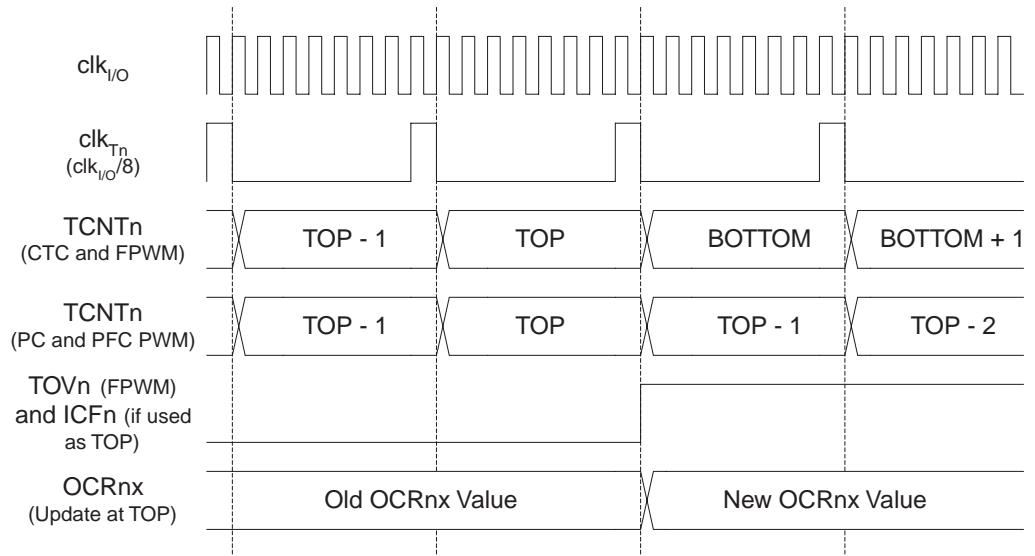 clkI/O
clkTn
(clkI/O/8)
TCNTn
(CTC and FPWM)
TOP - 1
TOP
BOTTOM
BOTTOM + 1
TCNTn
(PC and PFC PWM)
TOP - 1
TOP
TOP - 1
TOP - 2
TOVn (FPWM)
and ICFn (if used
as TOP)
OCRnx
(Update at TOP)
Old OCRnx Value
New OCRnx Value